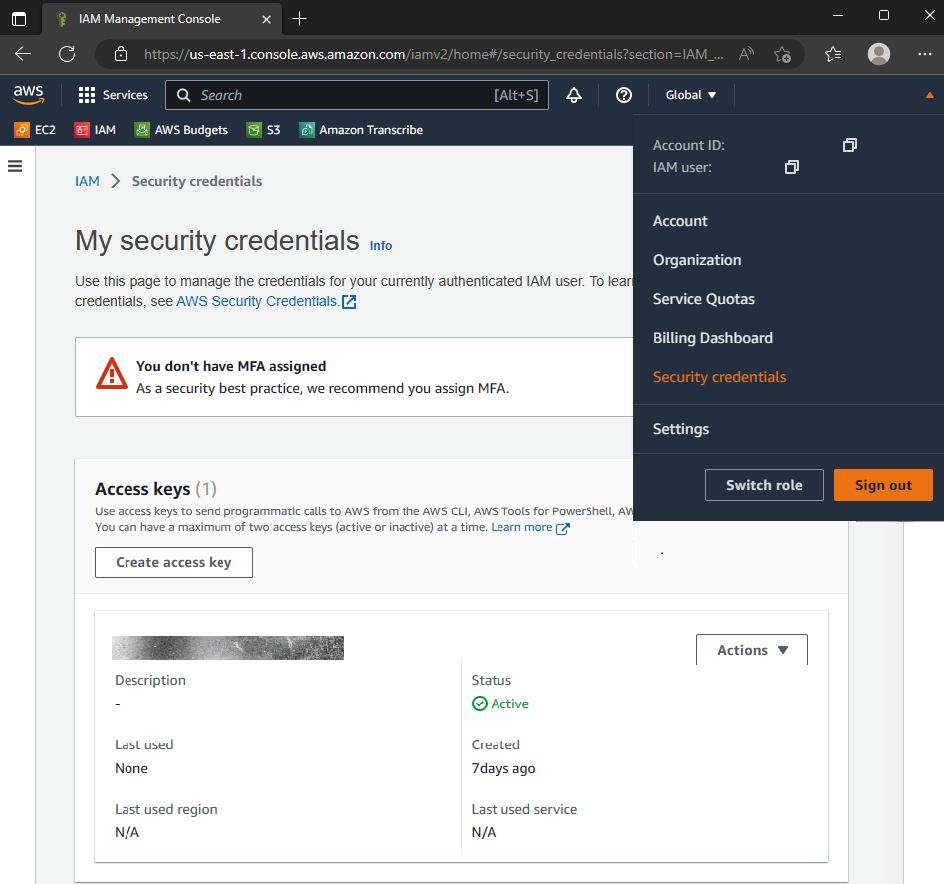 IAM Management Console
https://us-east-1.console.aws.amazon.com/iamv2/home#/security_credentials?section=IAM_...
aws
Services
Search
[Alt+S]
Global
EC2
IAM
AWS Budgets
S3
Amazon Transcribe
Account ID:
IAM user:
Account
Organization
Service Quotas
Billing Dashboard
Security credentials
Settings
Switch role
Sign out
IAM > Security credentials
My security credentials Info
Use this page to manage the credentials for your currently authenticated IAM user. To lear
credentials, see AWS Security Credentials.
You don't have MFA assigned
As a security best practice, we recommend you assign MFA.
Access keys (1)
Use access keys to send programmatic calls to AWS from the AWS CLI, AWS Tools for PowerShell, AW
You can have a maximum of two access keys (active or inactive) at a time. Learn more
Create access key
Actions
Description
-
Status
Active
Last used
None
Created
7days ago
Last used region
N/A
Last used service
N/A